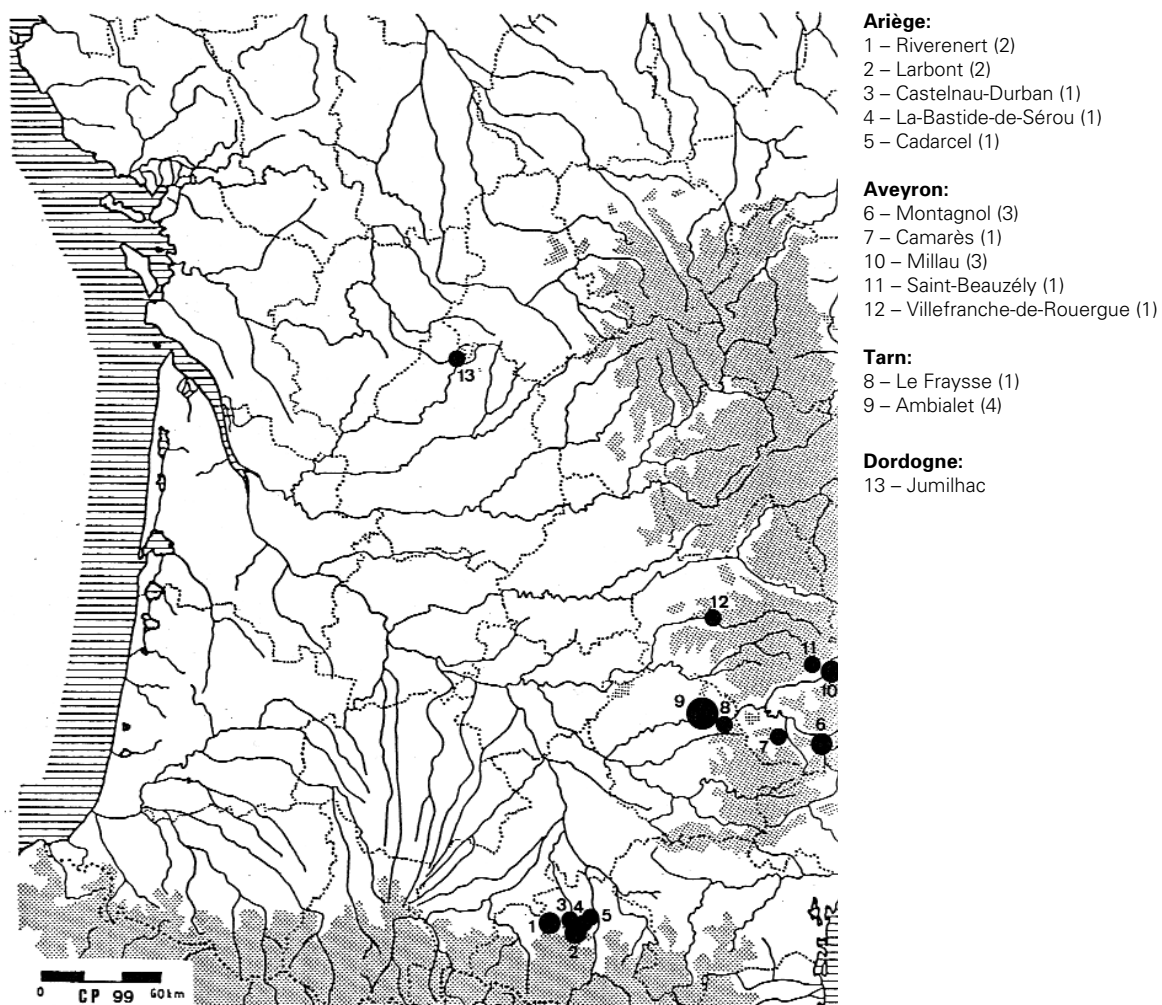 Ariège:
1 – Riverenert (2)
2 – Larbont (2)
3 – Castelnau-Durban (1)
4 – La-Bastide-de-Sérou (1)
5 – Cadarcel (1)
Aveyron:
6 – Montagnol (3)
7 – Camarès (1)
10 – Millau (3)
11 – Saint-Beauzély (1)
12 – Villefranche-de-Rouergue (1)
Tarn:
8 – Le Fraysse (1)
9 – Ambialet (4)
Dordogne:
13 – Jumilhac
13
12
11
10
9
8
7
6
3 4 5
1
2
0 CP 99 60km